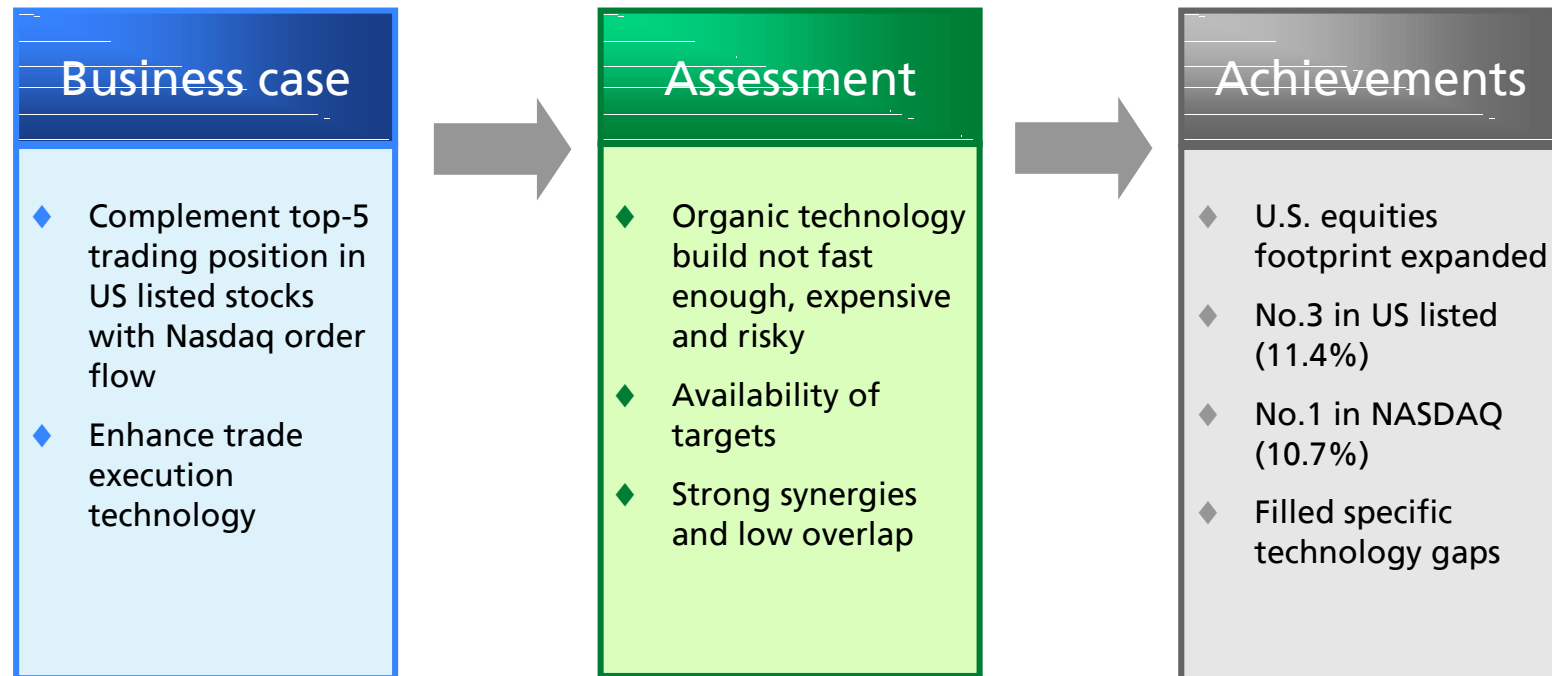 Business case
Complement top-5
trading position in
US listed stocks
with Nasdaq order
flow
Enhance trade
execution
technology
Assessment
Organic technology
build not fast
enough, expensive
and risky
Availability of
targets
Strong synergies
and low overlap
Achievements
U.S. equities
footprint expanded
No.3 in US listed
(11.4%)
No.1 in NASDAQ
(10.7%)
Filled specific
technology gaps